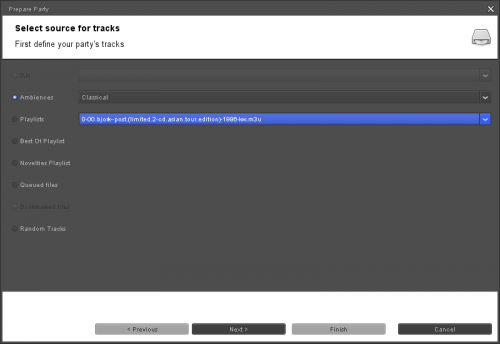 Prepare Party
Select source for tracks
First define your party's tracks
Ambiences Classical
Playlists 0-00.bjork--post.(limited.2-cd.asian.tour.edition)-1996-kw.m3u
Best Of Playlist
Novelties Playlist
Queued files
Bookmarked files
Random Tracks
< Previous Next > Finish Cancel